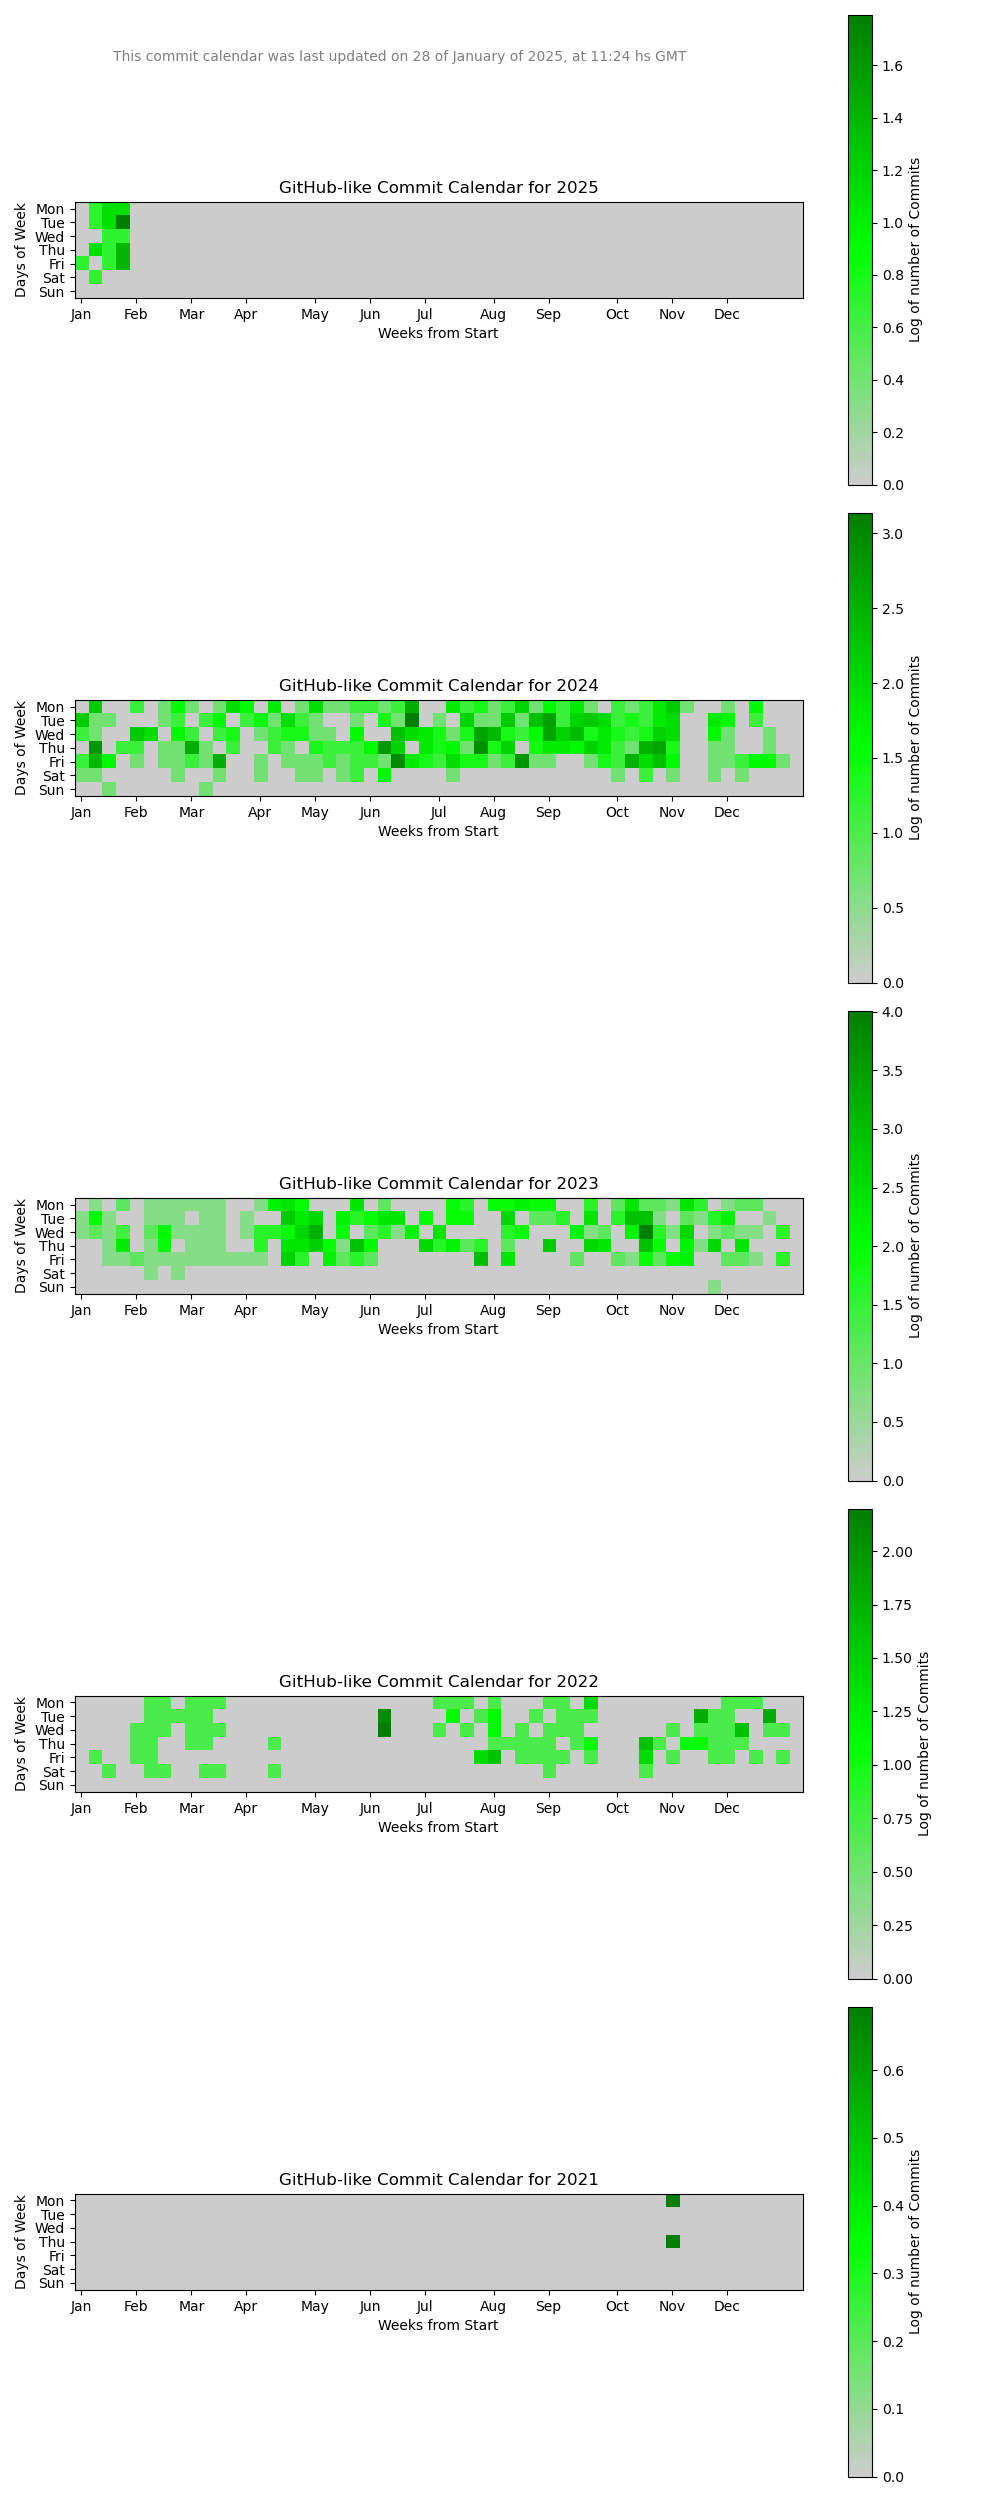 This commit calendar was last updated on 28 of January of 2025, at 11:24 hs GMT
GitHub-like Commit Calendar for 2025
Days of Week
Mon
Tue
Wed
Thu
Fri
Sat
Sun
Jan Feb Mar Apr May Jun Jul Aug Sep Oct Nov Dec
Weeks from Start
1.6
1.4
1.2
1.0
0.8
0.6
0.4
0.2
0.0
Log of number of Commits
GitHub-like Commit Calendar for 2024
Days of Week
Mon
Tue
Wed
Thu
Fri
Sat
Sun
Jan Feb Mar Apr May Jun Jul Aug Sep Oct Nov Dec
Weeks from Start
3.0
2.5
2.0
1.5
1.0
0.5
0.0
Log of number of Commits
GitHub-like Commit Calendar for 2023
Days of Week
Mon
Tue
Wed
Thu
Fri
Sat
Sun
Jan Feb Mar Apr May Jun Jul Aug Sep Oct Nov Dec
Weeks from Start
4.0
3.5
3.0
2.5
2.0
1.5
1.0
0.5
0.0
Log of number of Commits
GitHub-like Commit Calendar for 2022
Days of Week
Mon
Tue
Wed
Thu
Fri
Sat
Sun
Jan Feb Mar Apr May Jun Jul Aug Sep Oct Nov Dec
Weeks from Start
2.00
1.75
1.50
1.25
1.00
0.75
0.50
0.25
0.00
Log of number of Commits
GitHub-like Commit Calendar for 2021
Days of Week
Mon
Tue
Wed
Thu
Fri
Sat
Sun
Jan Feb Mar Apr May Jun Jul Aug Sep Oct Nov Dec
Weeks from Start
0.6
0.5
0.4
0.3
0.2
0.1
0.0
Log of number of Commits